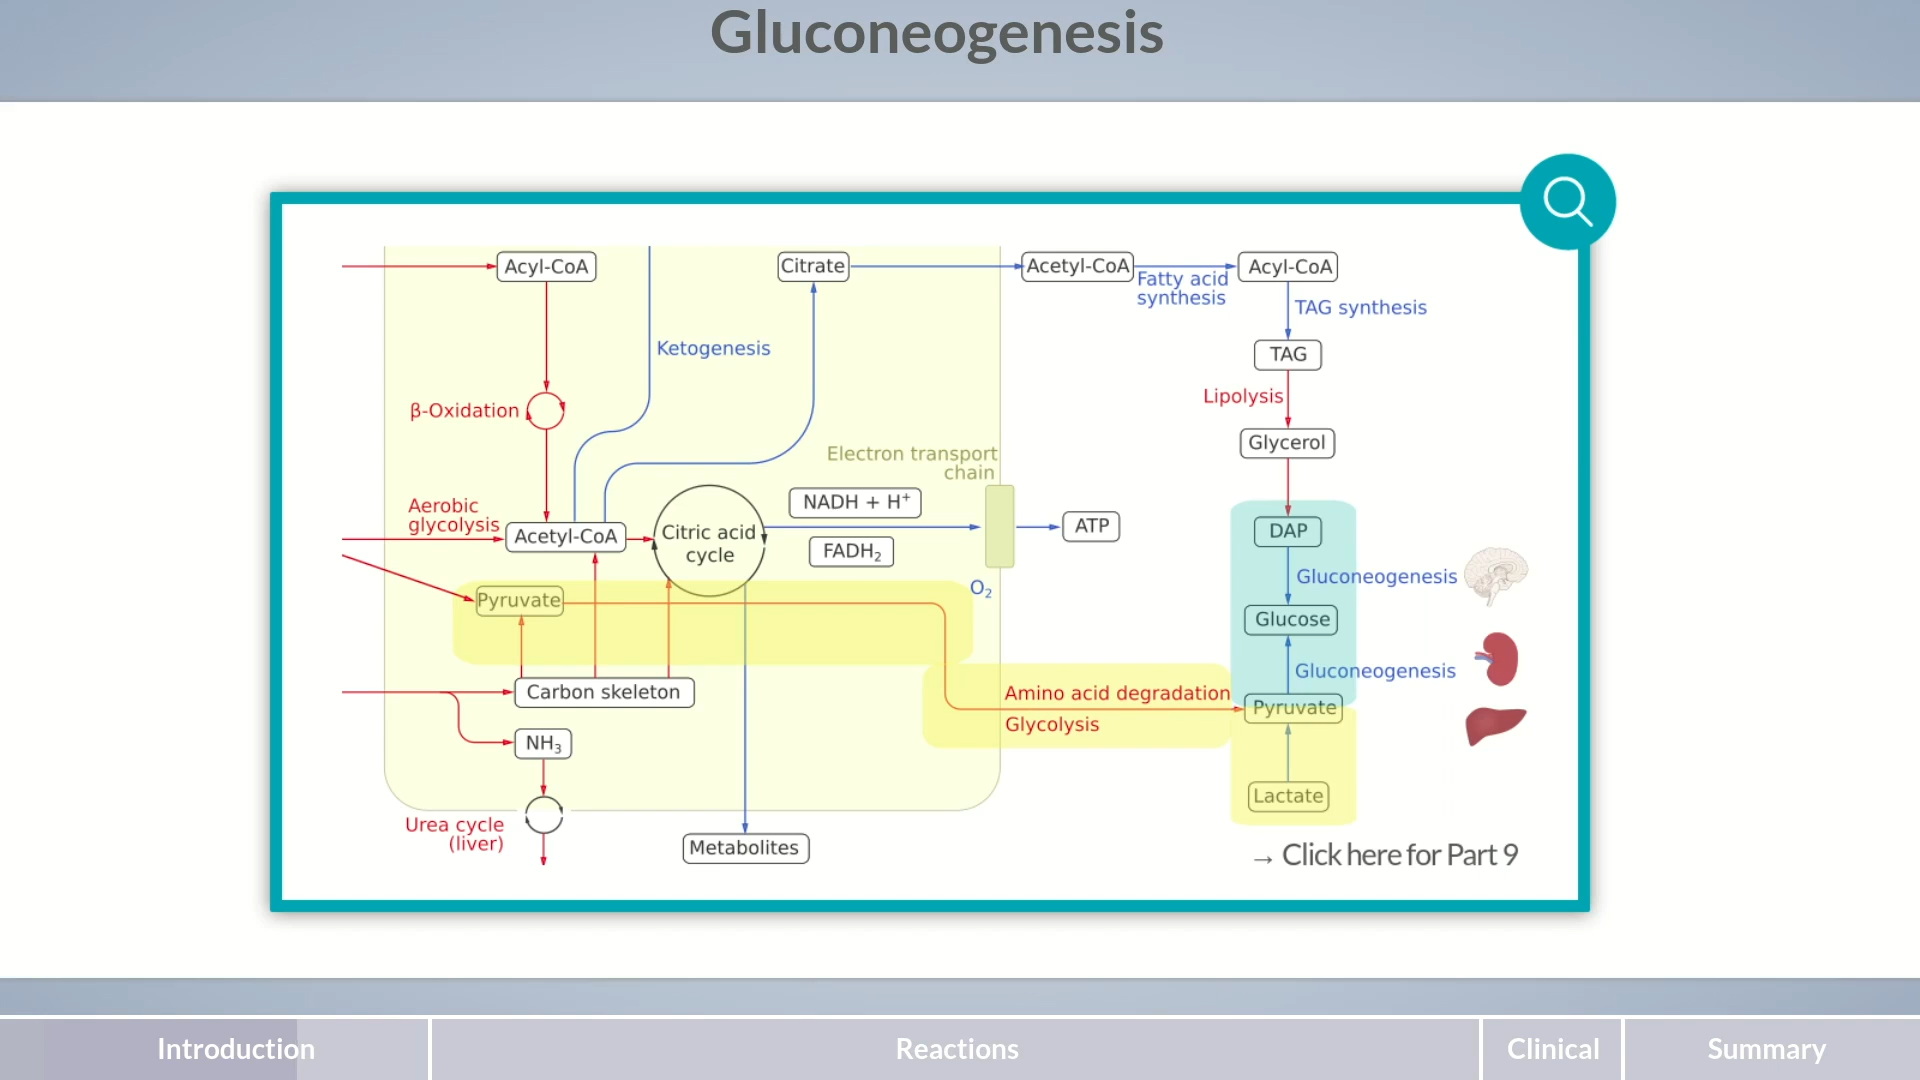 Gluconeogenesis
Acyl-CoA
Citrate
Acetyl-CoA
Fatty acid
synthesis
Acyl-CoA
TAG synthesis
Ketogenesis
TAG
β-Oxidation
Lipolysis
Glycerol
Electron transport
chain
Aerobic
glycolysis
Acetyl-CoA
Citric acid
cycle
NADH + H⁺
FADH₂
ATP
DAP
Gluconeogenesis
O₂
Pyruvate
Glucose
Gluconeogenesis
Carbon skeleton
Amino acid degradation
Glycolysis
Pyruvate
NH₃
Lactate
Urea cycle
(liver)
Metabolites
→ Click here for Part 9
Introduction
Reactions
Clinical
Summary